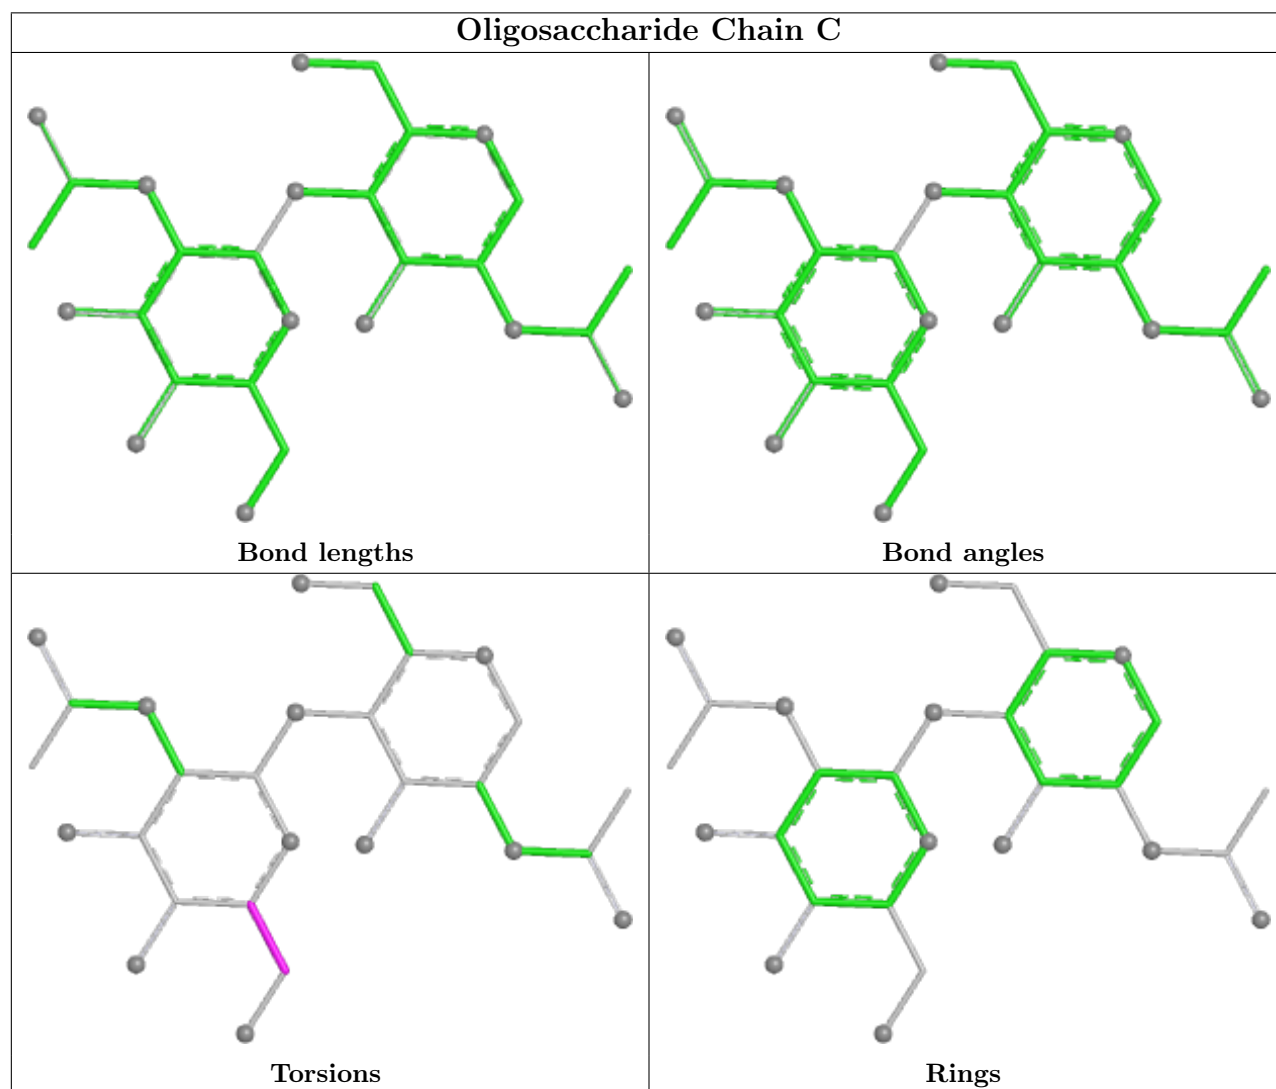 Oligosaccharide Chain C
Bond lengths
Bond angles
Torsions
Rings